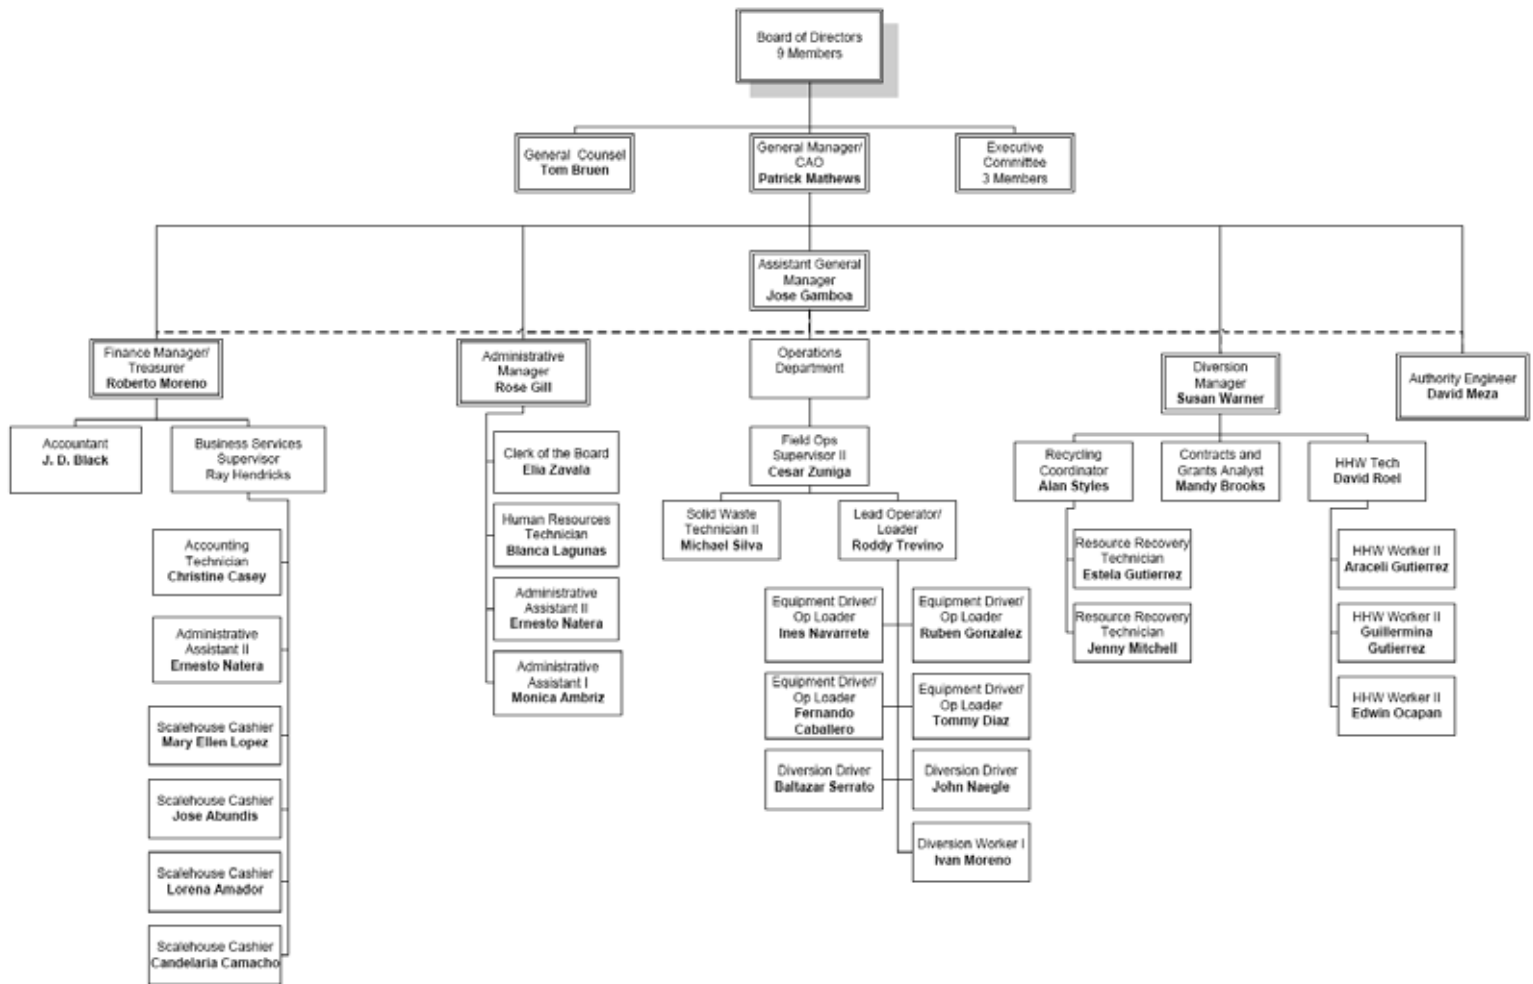 Board of Directors
9 Members
General Counsel
Tom Bruen
General Manager/
CAO
Patrick Mathews
Executive
Committee
3 Members
Assistant General
Manager
Jose Gamboa
Finance Manager/
Treasurer
Roberto Moreno
Administrative
Manager
Rose Gill
Operations
Department
Diversion
Manager
Susan Warner
Authority Engineer
David Meza
Accountant
J. D. Black
Business Services
Supervisor
Ray Hendricks
Accounting
Technician
Christine Casey
Administrative
Assistant II
Ernesto Natera
Scalehouse Cashier
Mary Ellen Lopez
Scalehouse Cashier
Jose Abundis
Scalehouse Cashier
Lorena Amador
Scalehouse Cashier
Candelaria Camacho
Clerk of the Board
Elia Zavala
Human Resources
Technician
Blanca Lagunas
Administrative
Assistant II
Ernesto Natera
Administrative
Assistant I
Monica Ambriz
Field Ops
Supervisor II
Cesar Zuniga
Solid Waste
Technician II
Michael Silva
Lead Operator/
Loader
Roddy Trevino
Equipment Driver/
Op Loader
Ines Navarrete
Equipment Driver/
Op Loader
Ruben Gonzalez
Equipment Driver/
Op Loader
Fernando
Caballero
Equipment Driver/
Op Loader
Tommy Diaz
Diversion Driver
Baltazar Serrato
Diversion Driver
John Naegle
Diversion Worker I
Ivan Moreno
Recycling
Coordinator
Alan Styles
Contracts and
Grants Analyst
Mandy Brooks
HHW Tech
David Roel
Resource Recovery
Technician
Estela Gutierrez
Resource Recovery
Technician
Jenny Mitchell
HHW Worker II
Araceli Gutierrez
HHW Worker II
Guillermina
Gutierrez
HHW Worker II
Edwin Ocapan